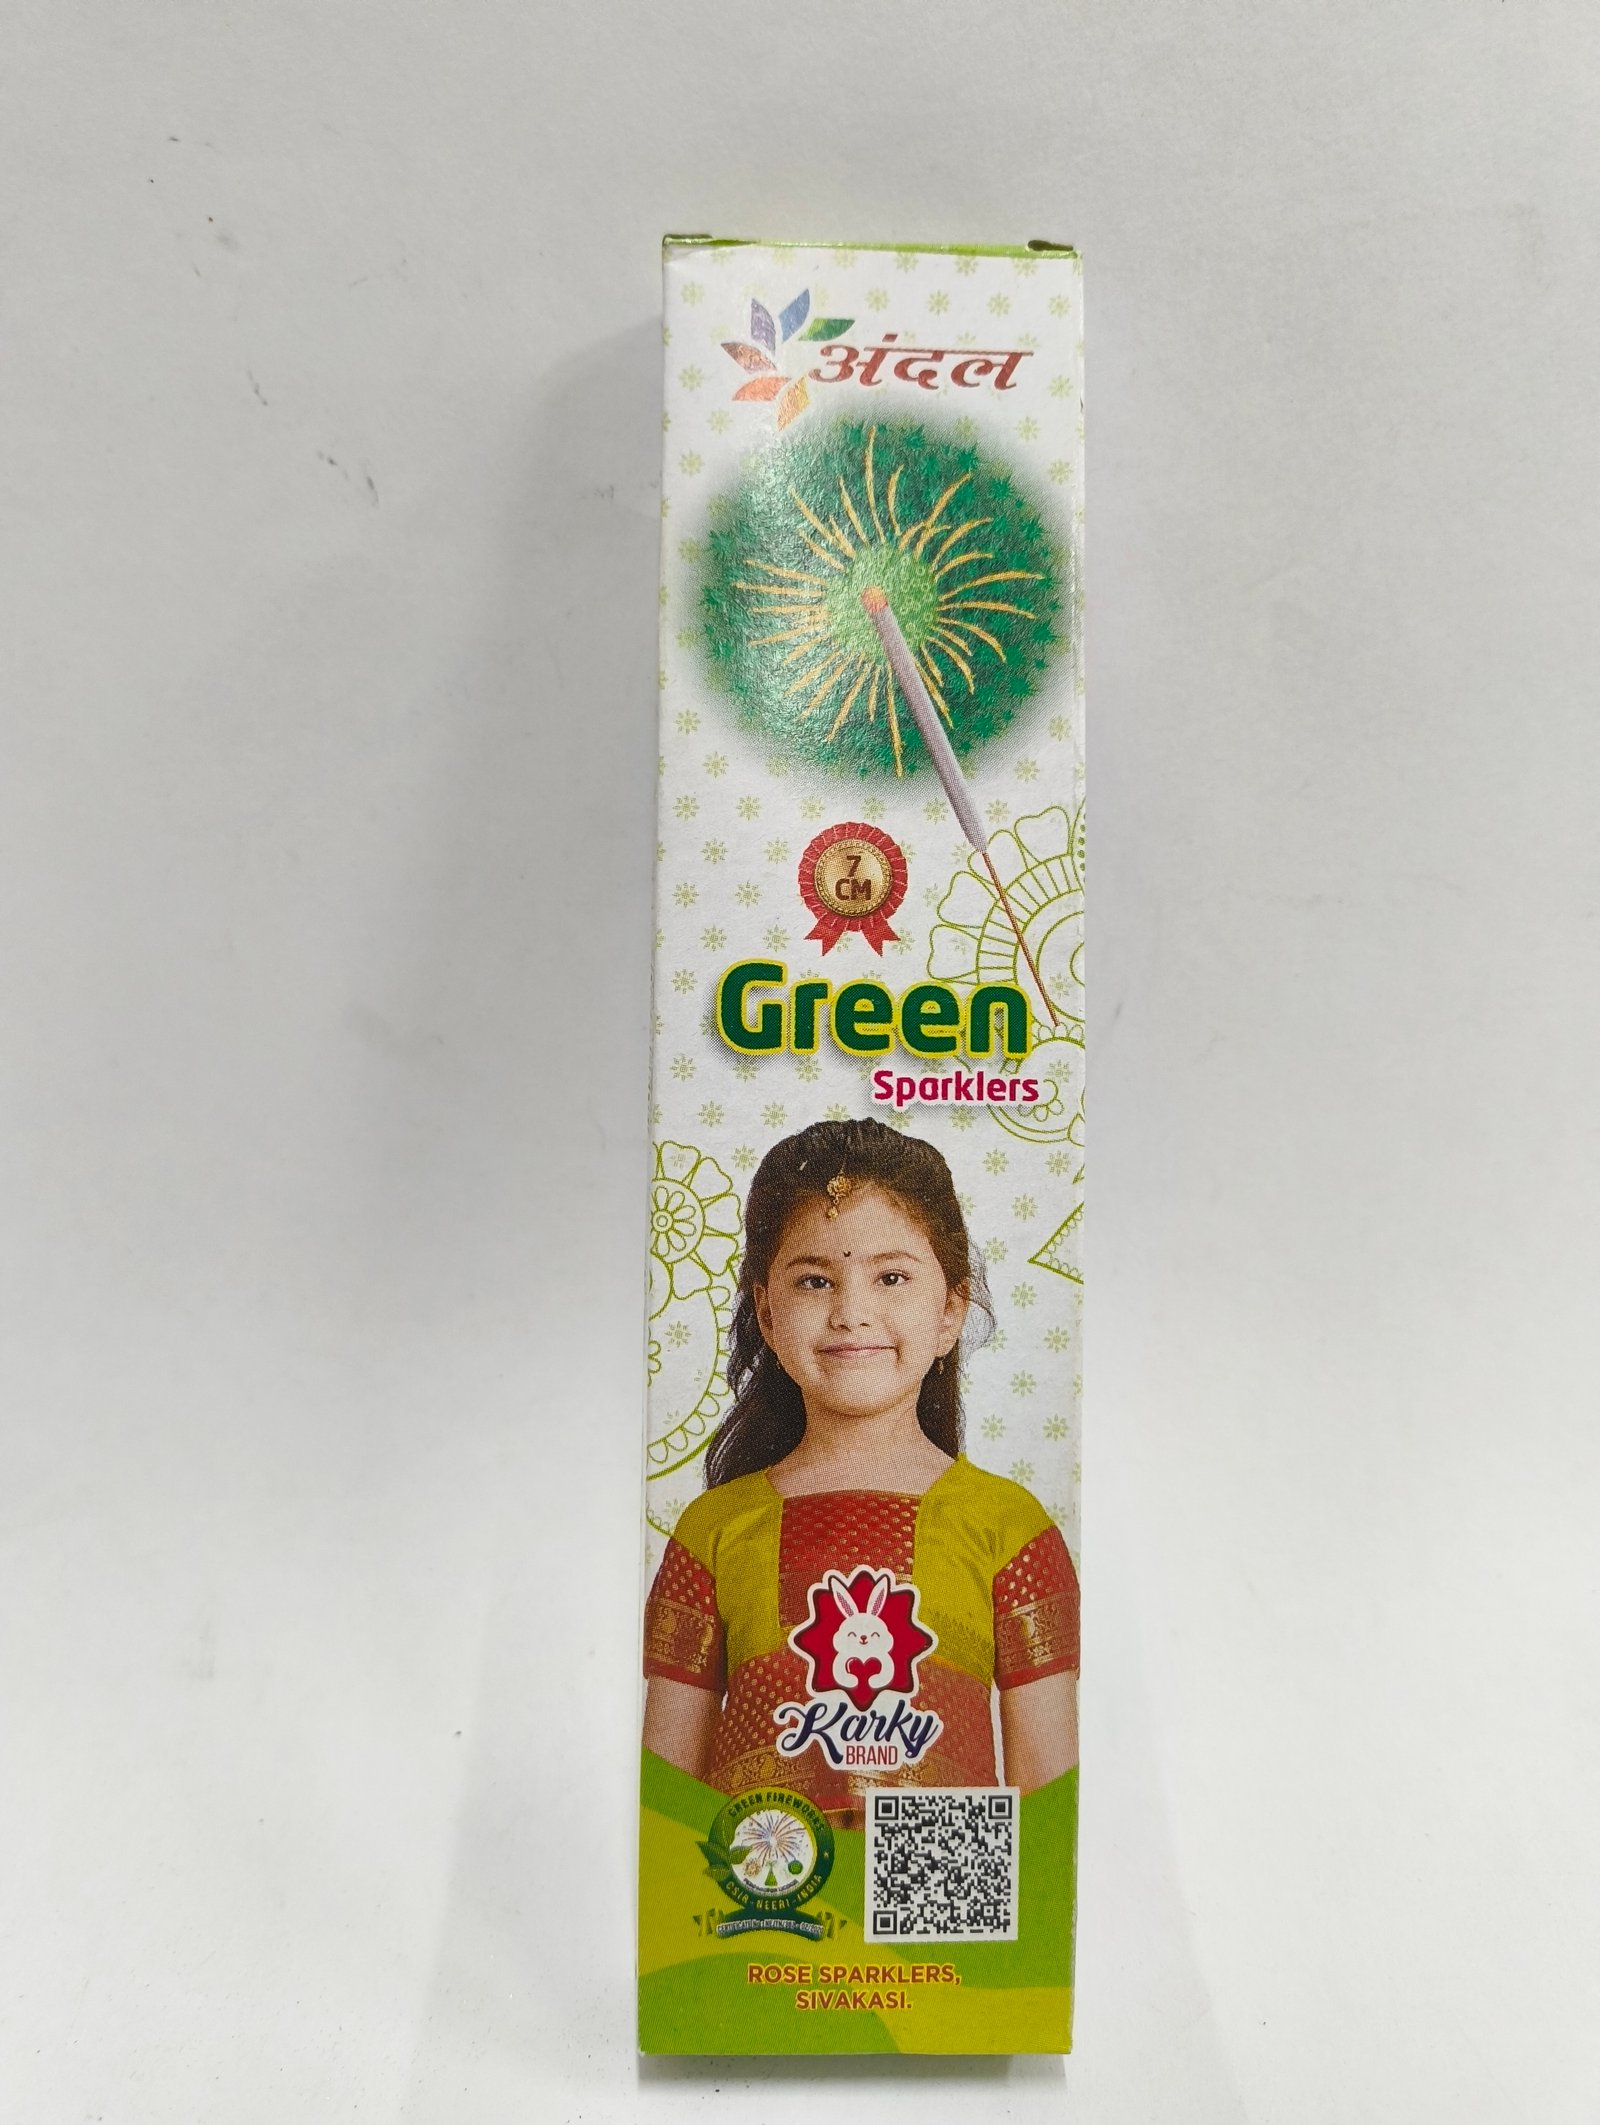 अंदल
7
CM
Green
Sparklers
Karky
BRAND
GREEN FIREWORKS
CSIR-NEERI-INDIA
ROSE SPARKLERS,
SIVAKASI.